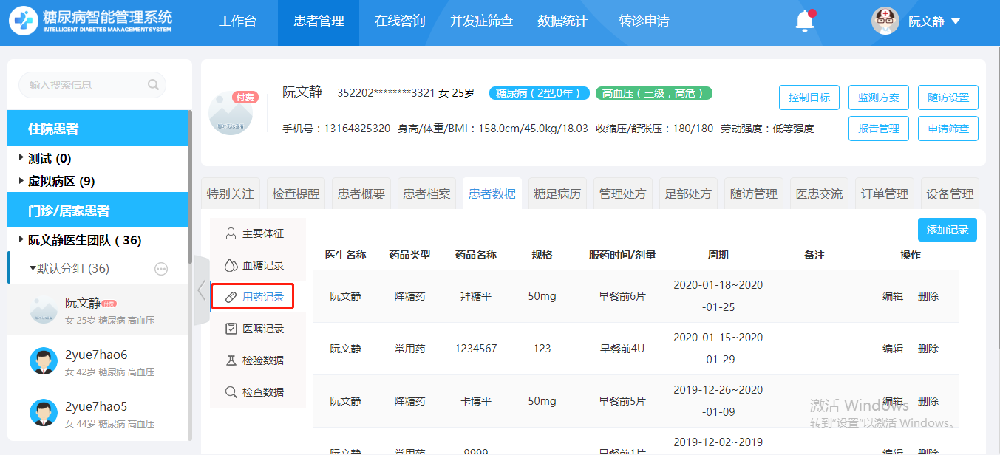 糖尿病智能管理系统
INTELLIGENT DIABETES MANAGEMENT SYSTEM
工作台 患者管理 在线咨询 并发症筛查 数据统计 转诊申请 阮文静
输入搜索信息
住院患者
测试 (0)
虚拟病区 (9)
门诊/居家患者
阮文静医生团队 ( 36)
默认分组 (36)
阮文静 付费
女 25岁 糖尿病 高血压
2yue7hao6
女 42岁 糖尿病 高血压
2yue7hao5
女 44岁 糖尿病 高血压
付费
阮文静 352202********3321 女 25岁 糖尿病（2型,0年） 高血压（三级，高危）
手机号：13164825320 身高/体重/BMI：158.0cm/45.0kg/18.03 收缩压/舒张压：180/180 劳动强度：低等强度
控制目标 监测方案 随访设置
报告管理 申请筛查
特别关注 检查提醒 患者概要 患者档案 患者数据 糖足病历 管理处方 足部处方 随访管理 医患交流 订单管理 设备管理
主要体征
血糖记录
用药记录
医嘱记录
检验数据
检查数据
添加记录
医生名称 药品类型 药品名称 规格 服药时间/剂量 周期 备注 操作
阮文静 降糖药 拜糖平 50mg 早餐前6片 2020-01-18~2020
-01-25 编辑 删除
阮文静 常用药 1234567 123 早餐前4U 2020-01-15~2020
-01-29 编辑 删除
阮文静 降糖药 卡博平 50mg 早餐前5片 2019-12-26~2020
-01-09 编辑 删除
阮文静 常用药 9999 早餐前1片 2019-12-02~2019
编辑 删除
激活 Windows
转到“设置”以激活 Windows。